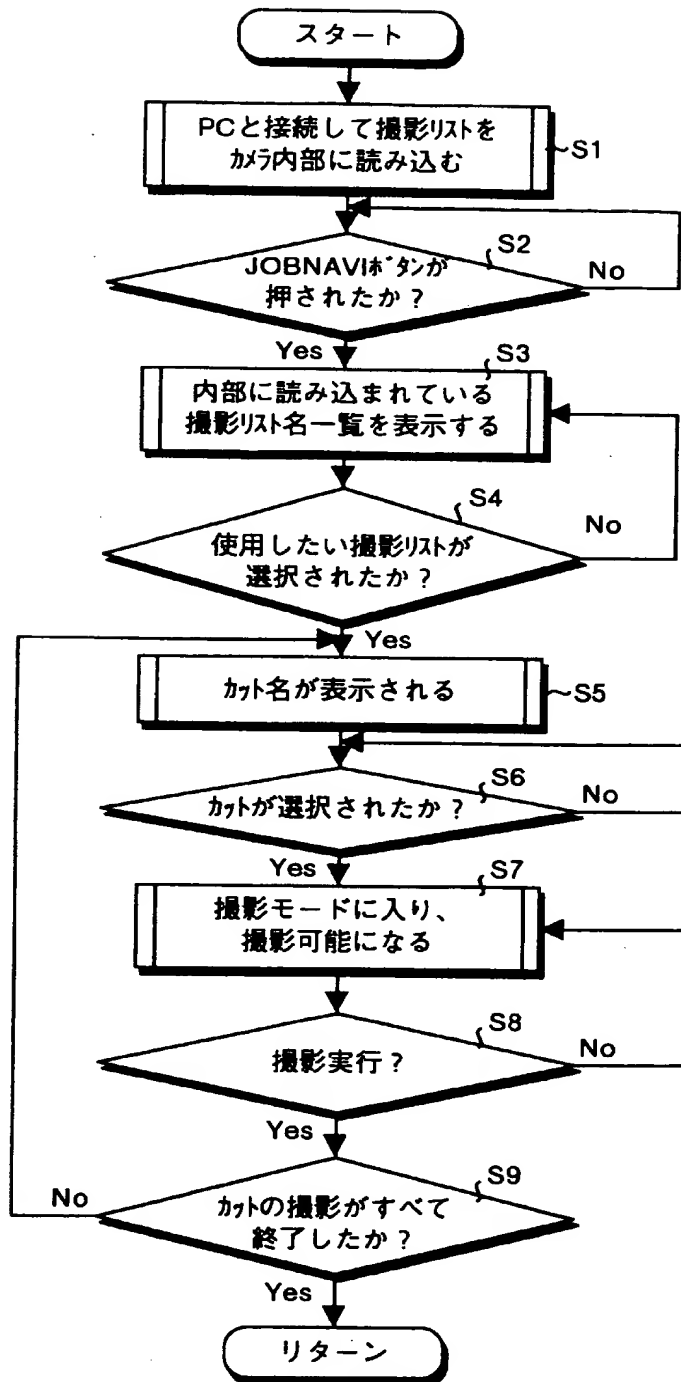 スタート
PCと接続して撮影リストを
ｶﾒﾗ内部に読み込む
S1
S2
JOBNAVIﾎﾞﾀﾝが
押されたか?
No
Yes
S3
内部に読み込まれている
撮影リスト名一覧を表示する
S4
No
使用したい撮影リストが
選択されたか?
Yes
ｶｯﾄ名が表示される
S5
S6
ｶｯﾄが選択されたか?
No
Yes
S7
撮影モードに入り、
撮影可能になる
S8
撮影実行?
No
Yes
S9
No
ｶｯﾄの撮影がすべて
終了したか?
Yes
リターン